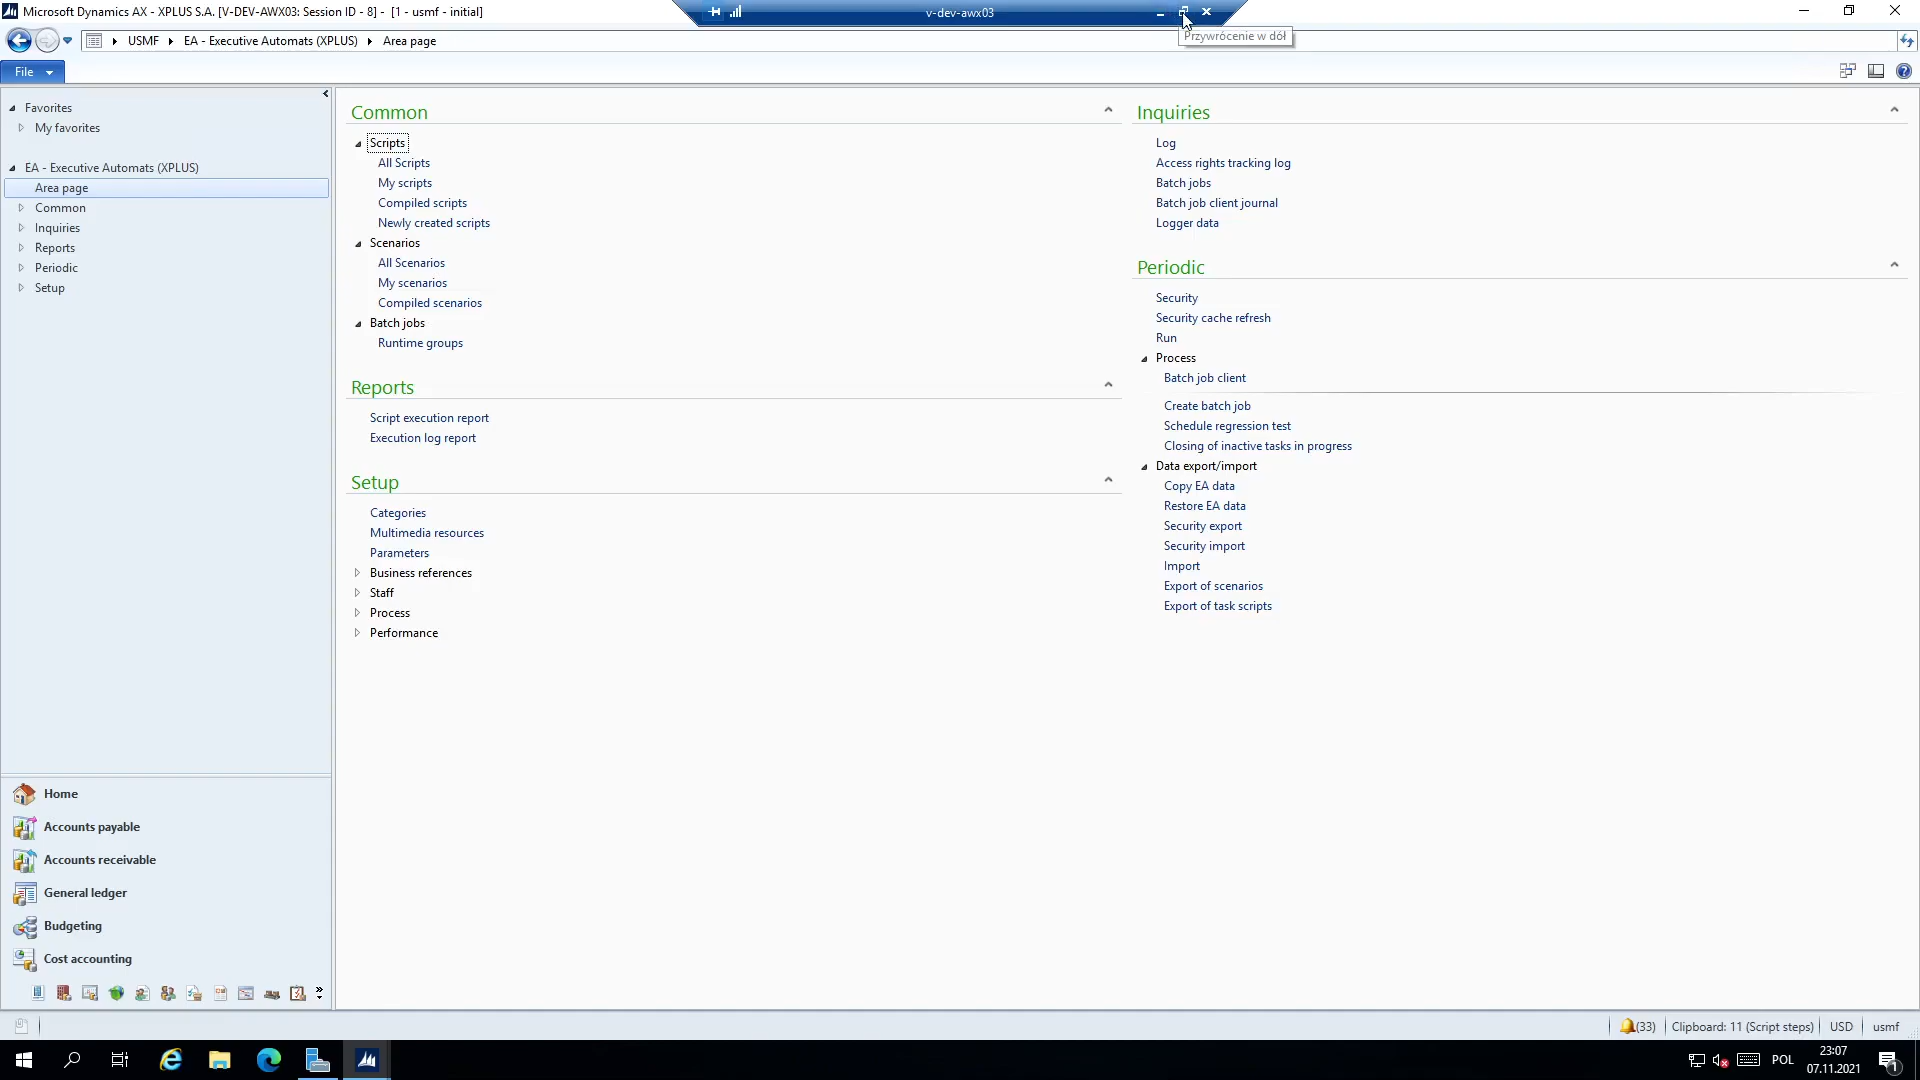 Microsoft Dynamics AX - XPLUS S.A. [V-DEV-AWX03: Session ID - 8] - [1 - usmf - initial]
v-dev-awx03
Przywrócenie w dół
USMF
EA - Executive Automats (XPLUS)
Area page
File
Favorites
My favorites
EA - Executive Automats (XPLUS)
Area page
Common
Inquiries
Reports
Periodic
Setup
Home
Accounts payable
Accounts receivable
General ledger
Budgeting
Cost accounting
Common
Scripts
All Scripts
My scripts
Compiled scripts
Newly created scripts
Scenarios
All Scenarios
My scenarios
Compiled scenarios
Batch jobs
Runtime groups
Reports
Script execution report
Execution log report
Setup
Categories
Multimedia resources
Parameters
Business references
Staff
Process
Performance
Inquiries
Log
Access rights tracking log
Batch jobs
Batch job client journal
Logger data
Periodic
Security
Security cache refresh
Run
Process
Batch job client
Create batch job
Schedule regression test
Closing of inactive tasks in progress
Data export/import
Copy EA data
Restore EA data
Security export
Security import
Import
Export of scenarios
Export of task scripts
(33)
Clipboard: 11 (Script steps)
USD
usmf
POL
23:07
07.11.2021
1